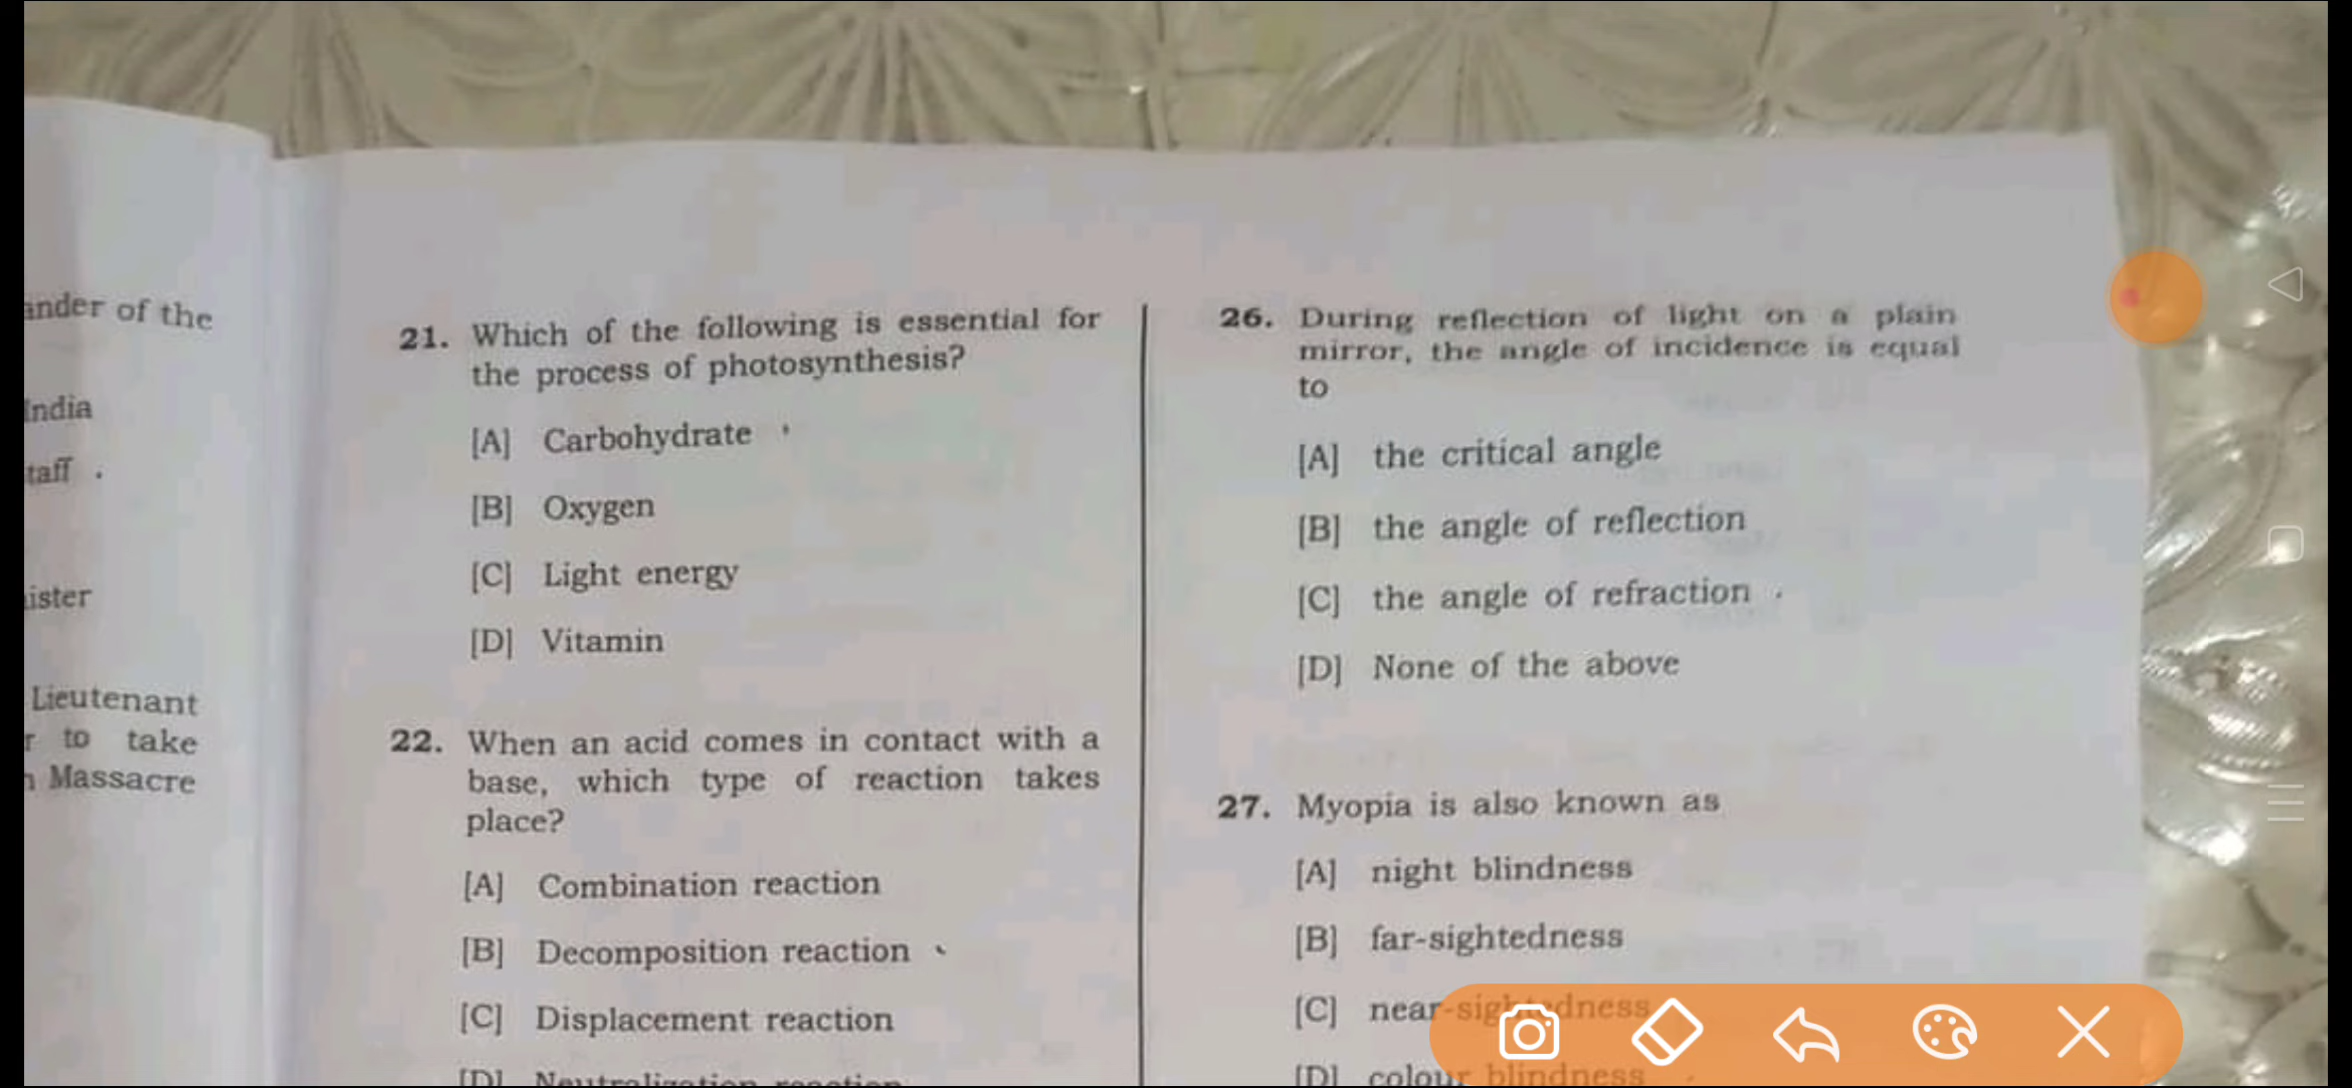 ander of the
India
taff .
ister
Lieutenant
r to take
n Massacre
21. Which of the following is essential for
the process of photosynthesis?
[A] Carbohydrate
[B] Oxygen
[C] Light energy
[D] Vitamin
22. When an acid comes in contact with a
base, which type of reaction takes
place?
[A] Combination reaction
[B] Decomposition reaction
[C] Displacement reaction
[D] Neutralization reaction
26. During reflection of light on a plain
mirror, the angle of incidence is equal
to
[A] the critical angle
[B] the angle of reflection
[C] the angle of refraction
[D] None of the above
27. Myopia is also known as
[A] night blindness
[B] far-sightedness
[C] near-sightedness
[D] colour blindness